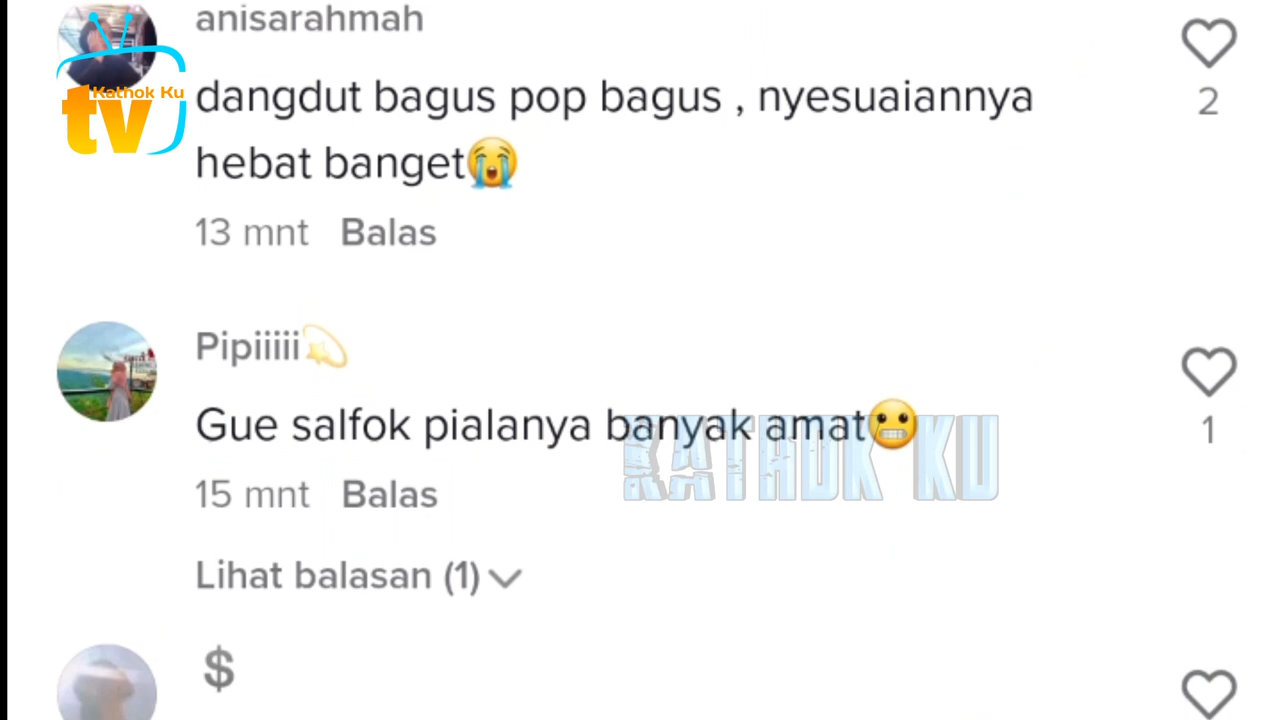 anisarahmah
Kathok Ku
tv
dangdut bagus pop bagus , nyesuaiannya
2
hebat banget😭
13 mnt Balas
Pipiiiii💫
Gue salfok pialanya banyak amat😬
1
KATHOK KU
15 mnt Balas
Lihat balasan (1)
$